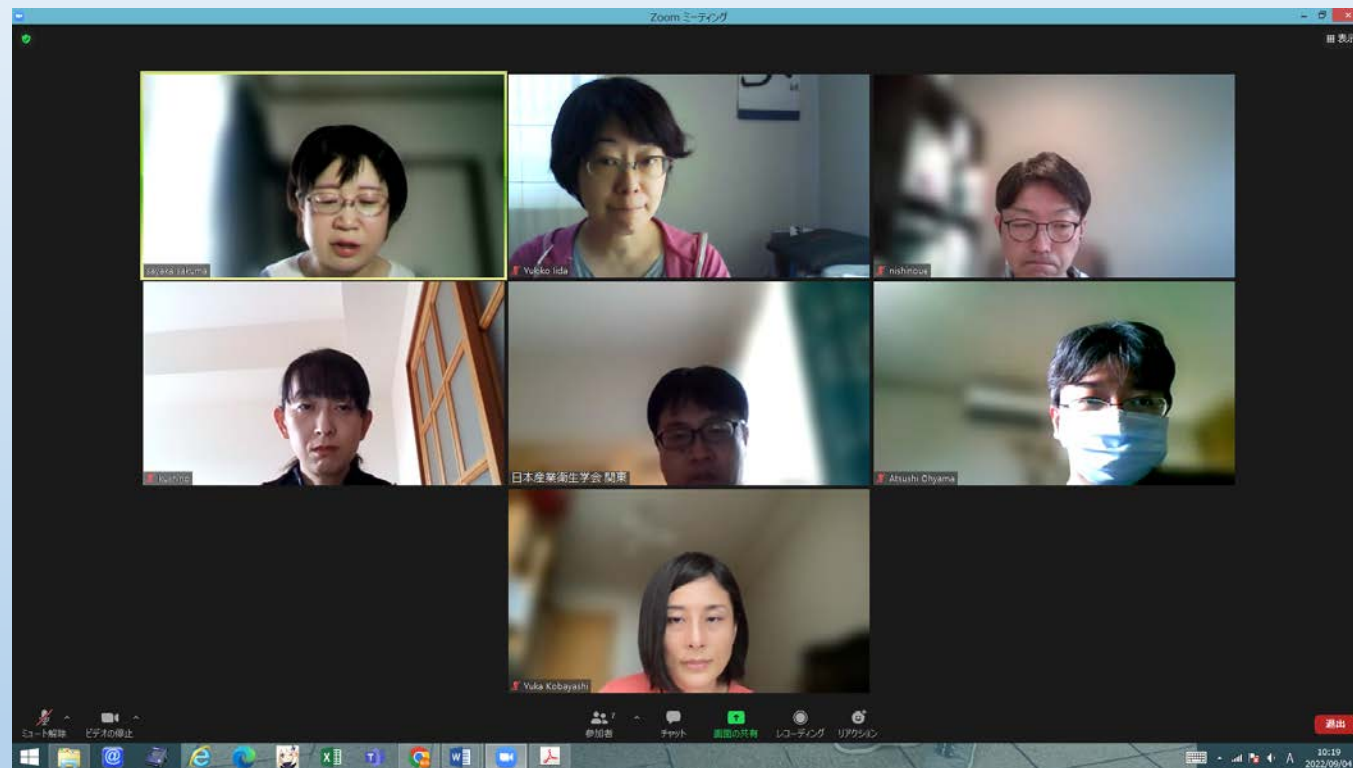 Zoom ミーティング
表示
sayaka sakuma
Yukiko Iida
nishinoue
kushino
日本産業衛生学会 関東
Atsushi Ohyama
Yuka Kobayashi
ミュート解除
ビデオの停止
7
参加者
チャット
画面の共有
レコーディング
リアクション
退出
A
10:19
2022/09/04